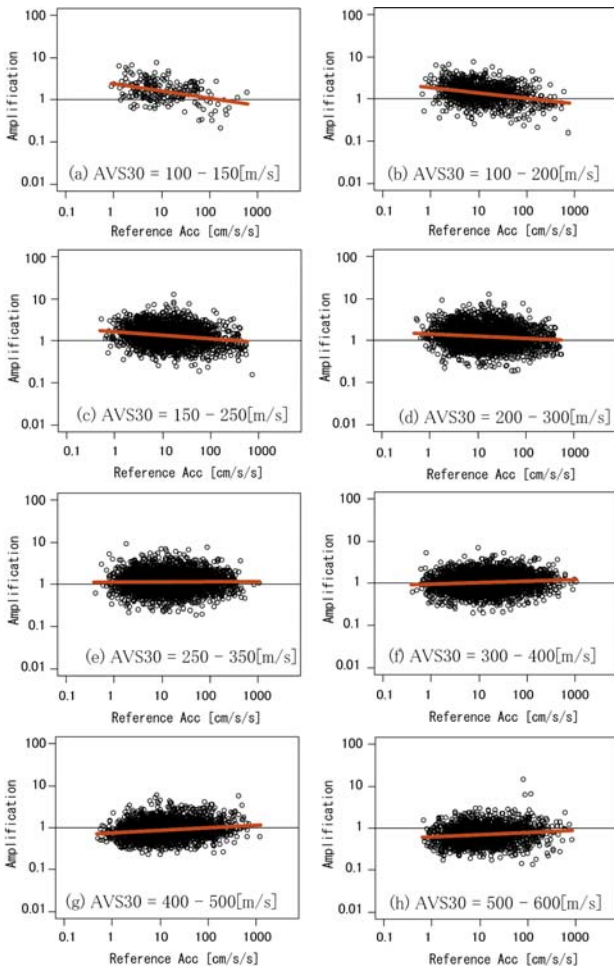 100
10
1
0.1
0.01
Amplification
(a) AVS30 = 100 - 150[m/s]
0.1 1 10 100 1000
Reference Acc [cm/s/s]
100
10
1
0.1
0.01
Amplification
(b) AVS30 = 100 - 200[m/s]
0.1 1 10 100 1000
Reference Acc [cm/s/s]
100
10
1
0.1
0.01
Amplification
(c) AVS30 = 150 - 250[m/s]
0.1 1 10 100 1000
Reference Acc [cm/s/s]
100
10
1
0.1
0.01
Amplification
(d) AVS30 = 200 - 300[m/s]
0.1 1 10 100 1000
Reference Acc [cm/s/s]
100
10
1
0.1
0.01
Amplification
(e) AVS30 = 250 - 350[m/s]
0.1 1 10 100 1000
Reference Acc [cm/s/s]
100
10
1
0.1
0.01
Amplification
(f) AVS30 = 300 - 400[m/s]
0.1 1 10 100 1000
Reference Acc [cm/s/s]
100
10
1
0.1
0.01
Amplification
(g) AVS30 = 400 - 500[m/s]
0.1 1 10 100 1000
Reference Acc [cm/s/s]
100
10
1
0.1
0.01
Amplification
(h) AVS30 = 500 - 600[m/s]
0.1 1 10 100 1000
Reference Acc [cm/s/s]